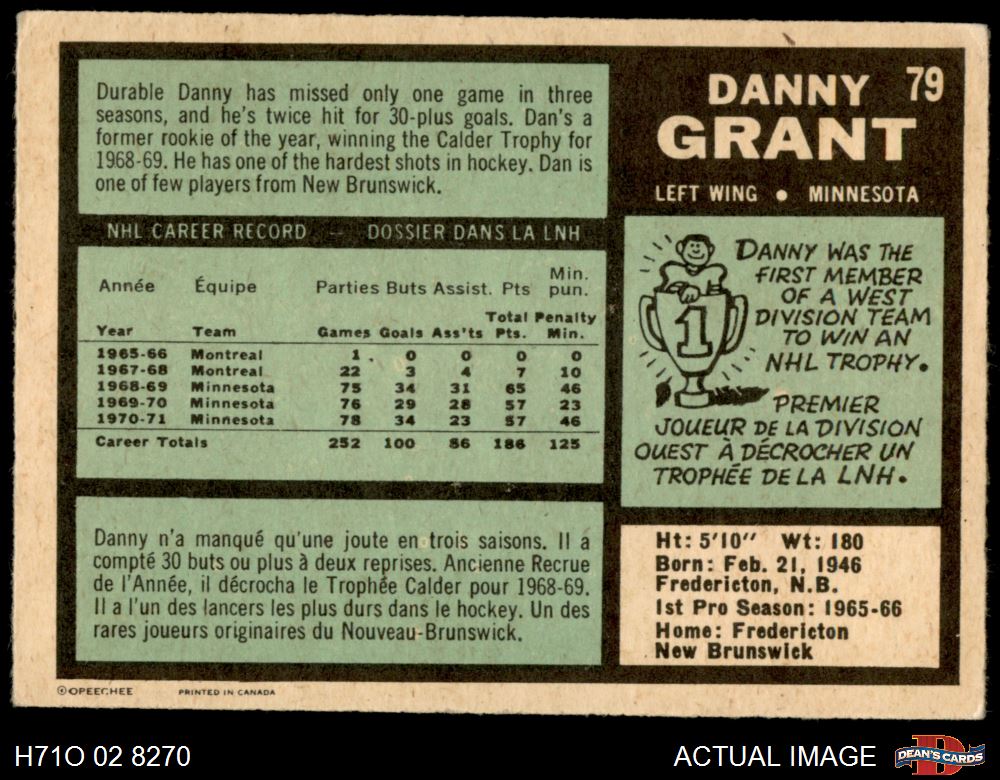 Durable Danny has missed only one game in three
seasons, and he's twice hit for 30-plus goals. Dan's a
former rookie of the year, winning the Calder Trophy for
1968-69. He has one of the hardest shots in hockey. Dan is
one of few players from New Brunswick.
DANNY 79
GRANT
LEFT WING • MINNESOTA
NHL CAREER RECORD — DOSSIER DANS LA LNH
Année Équipe Parties Buts Assist. Pts Min. pun.
Year Team Games Goals Ass'ts Total Pts. Penalty Min.
1965-66 Montreal 1 0 0 0 0
1967-68 Montreal 22 3 4 7 10
1968-69 Minnesota 75 34 31 65 46
1969-70 Minnesota 76 29 28 57 23
1970-71 Minnesota 78 34 23 57 46
Career Totals 252 100 86 186 125
1
DANNY WAS THE
FIRST MEMBER
OF A WEST
DIVISION TEAM
TO WIN AN
NHL TROPHY.
PREMIER
JOUEUR DE LA DIVISION
OUEST À DÉCROCHER UN
TROPHÉE DE LA LNH.
Danny n'a manqué qu'une joute en trois saisons. Il a
compté 30 buts ou plus à deux reprises. Ancienne Recrue
de l'Année, il décrocha le Trophée Calder pour 1968-69.
Il a l'un des lancers les plus durs dans le hockey. Un des
rares joueurs originaires du Nouveau-Brunswick.
Ht: 5'10" Wt: 180
Born: Feb. 21, 1946
Fredericton, N.B.
1st Pro Season: 1965-66
Home: Fredericton
New Brunswick
©OPEECHEE PRINTED IN CANADA
H71O 02 8270
ACTUAL IMAGE
DEAN'S CARDS